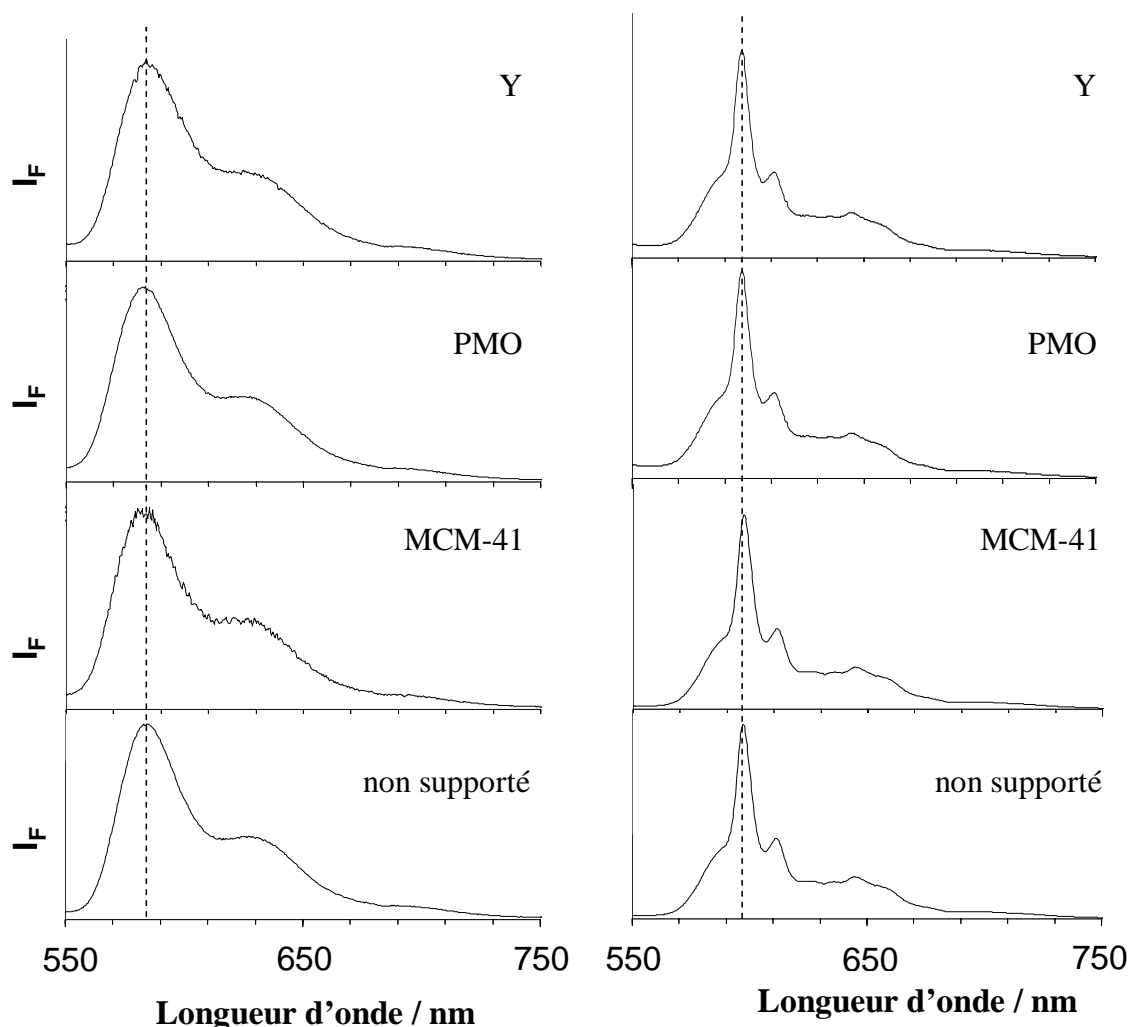 Y
I_F
PMO
I_F
MCM-41
I_F
non supporté
I_F
550 650 750
Longueur d'onde / nm
Y
PMO
MCM-41
non supporté
550 650 750
Longueur d'onde / nm